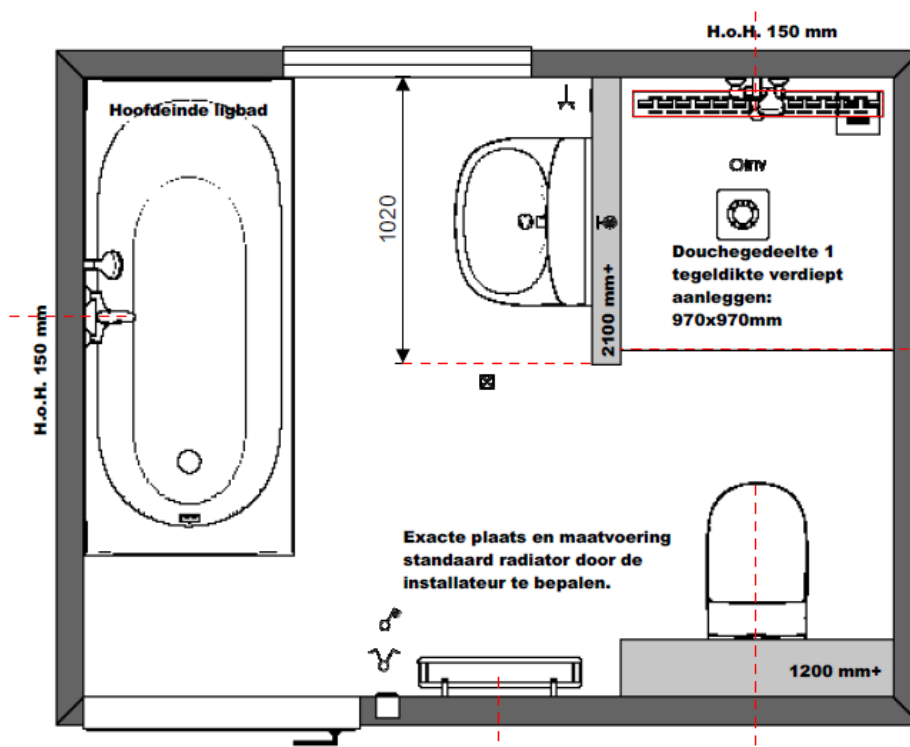 H.o.H. 150 mm
Hoofdeinde ligbad
1020
2100 mm+
Douchegedeelte 1
tegeldikte verdiept
aanleggen:
970x970mm
H.o.H. 150 mm
Exacte plaats en maatvoering
standaard radiator door de
installateur te bepalen.
1200 mm+